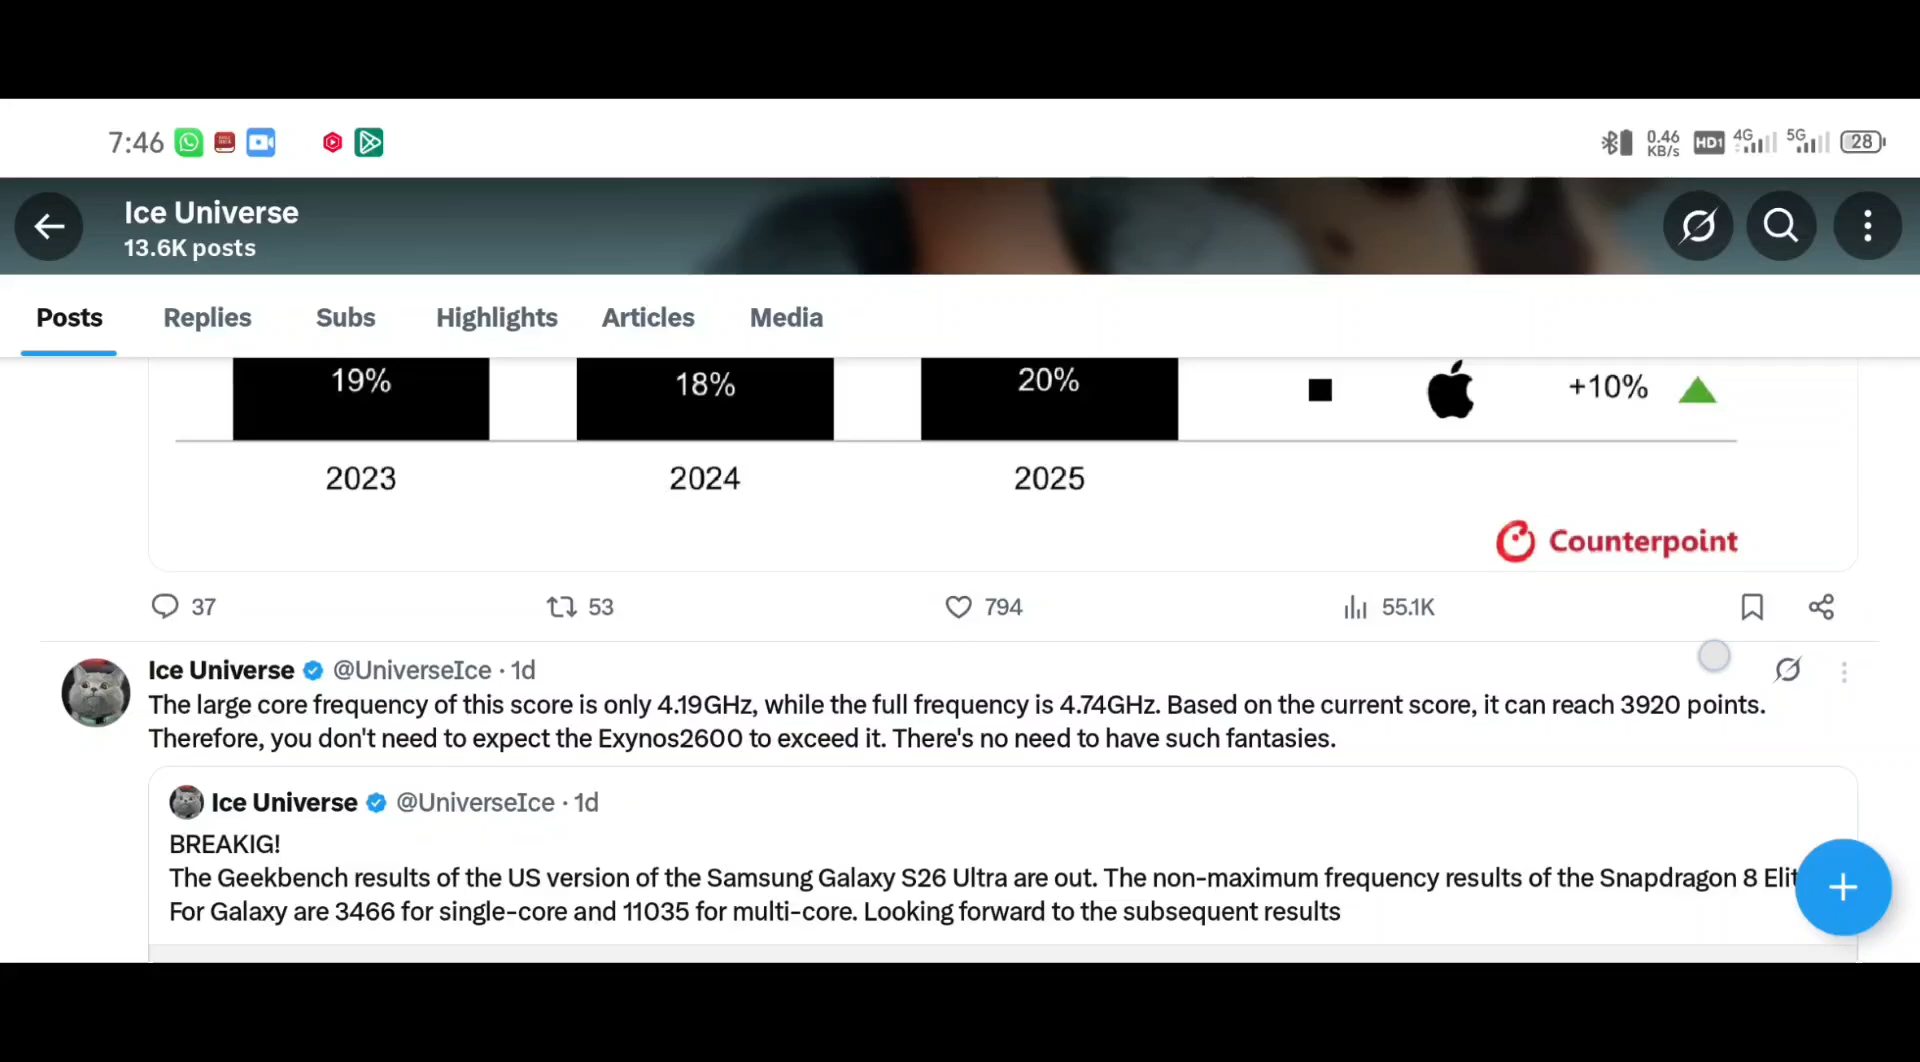 7:46
0.46
KB/s
HD1
4G
5G
28
Ice Universe
13.6K posts
Posts
Replies
Subs
Highlights
Articles
Media
19%
18%
20%
+10%
2023
2024
2025
Counterpoint
37
53
794
55.1K
Ice Universe @UniverseIce · 1d
The large core frequency of this score is only 4.19GHz, while the full frequency is 4.74GHz. Based on the current score, it can reach 3920 points.
Therefore, you don't need to expect the Exynos2600 to exceed it. There's no need to have such fantasies.
Ice Universe @UniverseIce · 1d
BREAKIG!
The Geekbench results of the US version of the Samsung Galaxy S26 Ultra are out. The non-maximum frequency results of the Snapdragon 8 Elit
For Galaxy are 3466 for single-core and 11035 for multi-core. Looking forward to the subsequent results